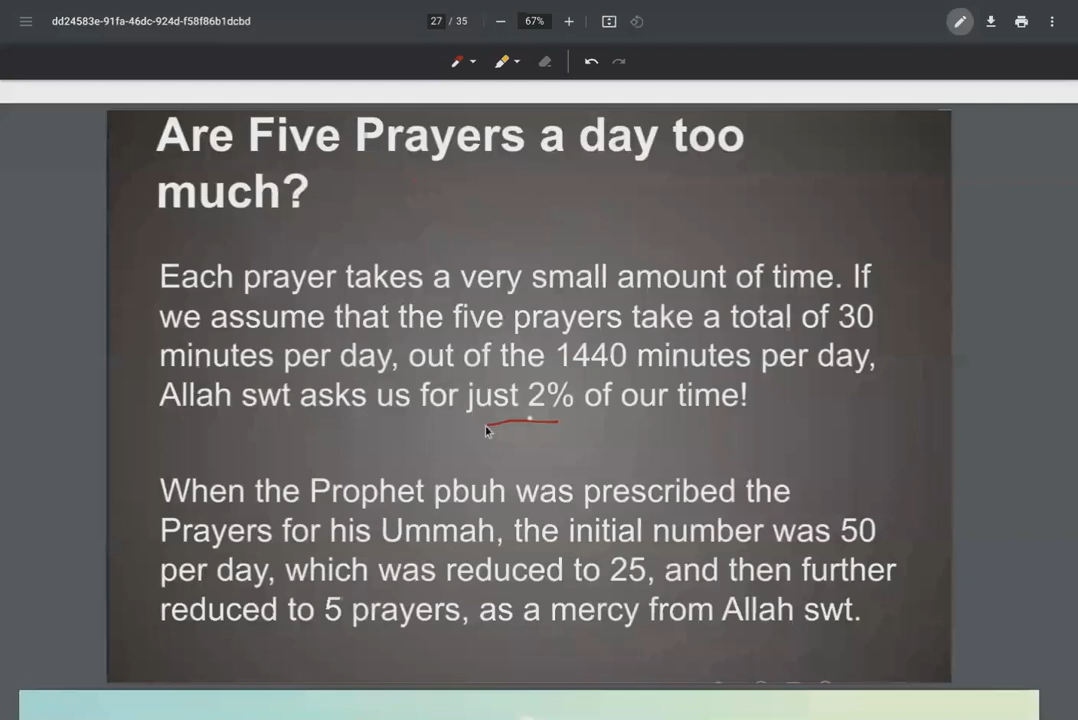 dd24583e-91fa-46dc-924d-f58f86b1dcbd
27 / 35
67%
Are Five Prayers a day too
much?
Each prayer takes a very small amount of time. If
we assume that the five prayers take a total of 30
minutes per day, out of the 1440 minutes per day,
Allah swt asks us for just 2% of our time!
When the Prophet pbuh was prescribed the
Prayers for his Ummah, the initial number was 50
per day, which was reduced to 25, and then further
reduced to 5 prayers, as a mercy from Allah swt.